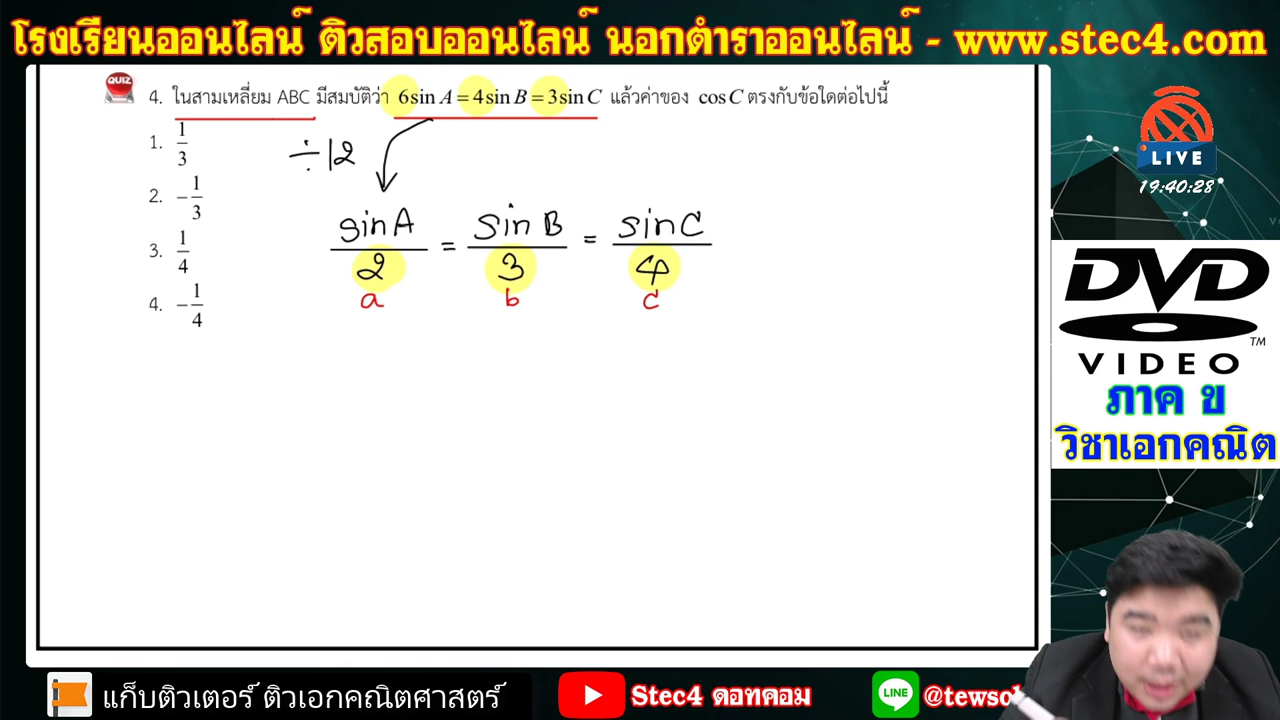 โรงเรียนออนไลน์ ติวสอบออนไลน์ นอกตำราออนไลน์ - www.stec4.com
QUIZ
4. ในสามเหลี่ยม ABC มีสมบัติว่า 6sin A = 4sin B = 3sin C แล้วค่าของ cos C ตรงกับข้อใดต่อไปนี้
1. 1/3
2. -1/3
3. 1/4
4. -1/4
÷12
sin A/2 = sin B/3 = sin C/4
a b c
LIVE
19:40:28
DVD
TM
VIDEO
ภาค ข
วิชาเอกคณิต
แก็บติวเตอร์ ติวเอกคณิตศาสตร์
Stec4 ดอทคอม
LINE